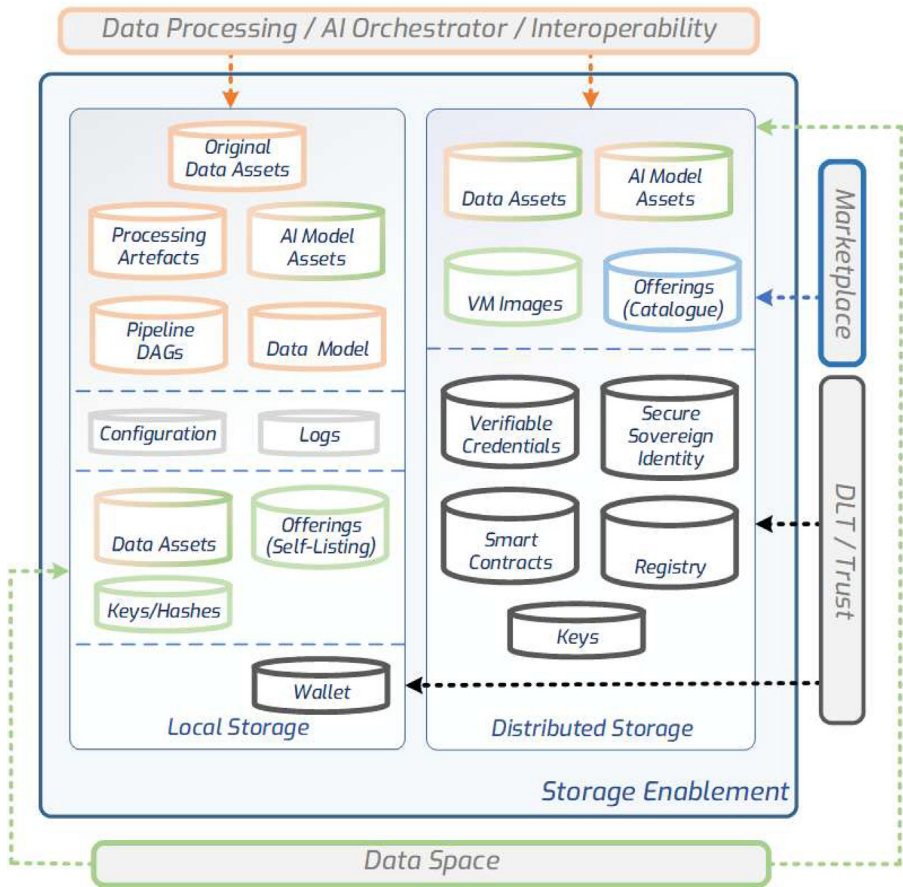 Data Processing / AI Orchestrator / Interoperability
Original
Data Assets
Processing
Artefacts
AI Model
Assets
Pipeline
DAGs
Data Model
Configuration
Logs
Data Assets
Offerings
(Self-Listing)
Keys/Hashes
Wallet
Local Storage
Data Assets
AI Model
Assets
VM Images
Offerings
(Catalogue)
Verifiable
Credentials
Secure
Sovereign
Identity
Smart
Contracts
Registry
Keys
Distributed Storage
Storage Enablement
Marketplace
DLT / Trust
Data Space